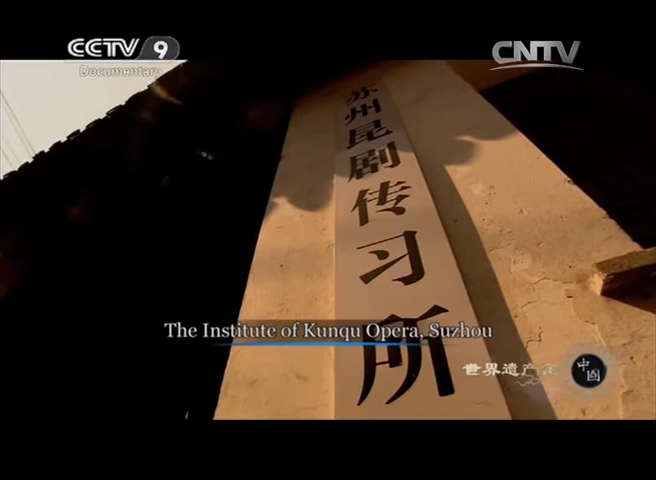 CCTV 9
Documentary
CNTV
苏州昆剧传习所
The Institute of Kunqu Opera, Suzhou
世界遗产在
中国